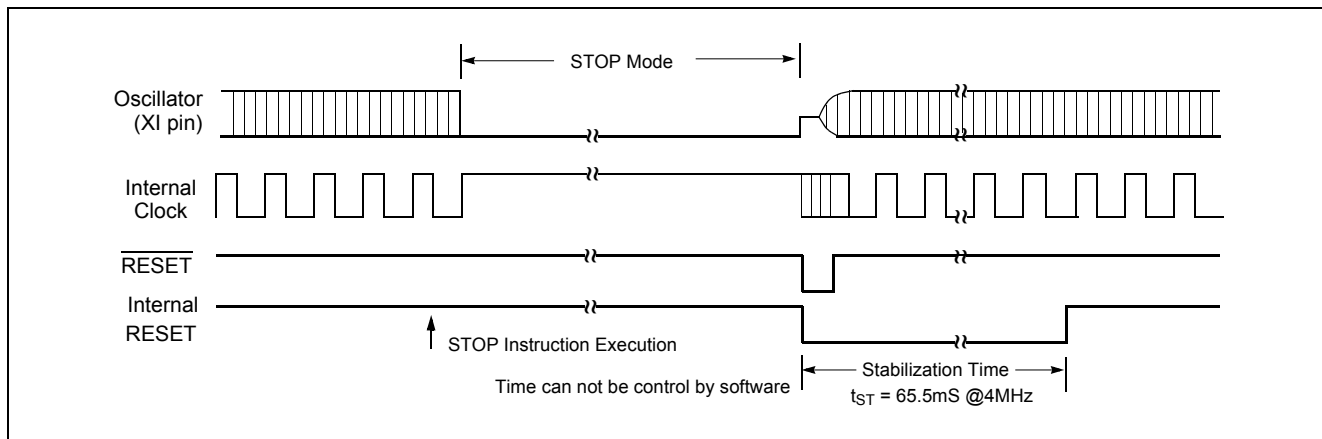 STOP Mode
Oscillator
(XI pin)
Internal
Clock
RESET
Internal
RESET
STOP Instruction Execution
Time can not be control by software
Stabilization Time
tST = 65.5mS @4MHz